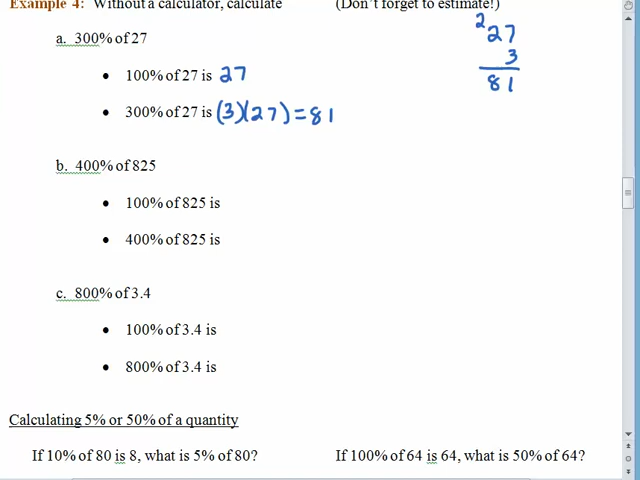 Example 4: Without a calculator, calculate (Don't forget to estimate!)
a. 300% of 27
2
27
3
81
• 100% of 27 is 27
• 300% of 27 is (3)(27) = 81
b. 400% of 825
• 100% of 825 is
• 400% of 825 is
c. 800% of 3.4
• 100% of 3.4 is
• 800% of 3.4 is
Calculating 5% or 50% of a quantity
If 10% of 80 is 8, what is 5% of 80? If 100% of 64 is 64, what is 50% of 64?